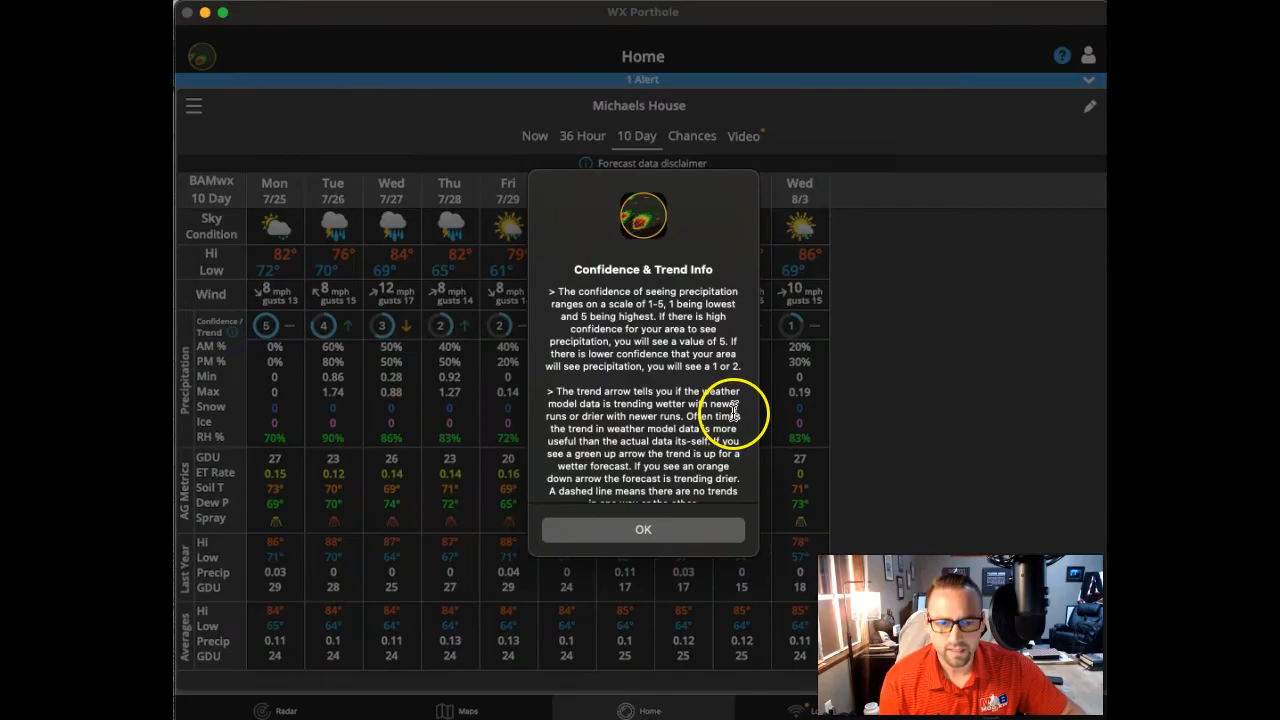 WX Porthole
Home
?
1 Alert
Michaels House
Now 36 Hour 10 Day Chances Video
Forecast data disclaimer
BAMwx 10 Day
Mon 7/25 Tue 7/26 Wed 7/27 Thu 7/28 Fri 7/29 Wed 8/3
Sky Condition
Hi 82° 76° 84° 82° 79° 86°
Low 72° 70° 69° 65° 61° 69°
Wind 8 mph gusts 13 8 mph gusts 15 12 mph gusts 17 8 mph gusts 14 8 mph gusts 14 10 mph gusts 15
Precipitation
Confidence / Trend 5 4 3 2 2 1
AM % 0% 60% 50% 40% 40% 20%
PM % 0% 80% 50% 50% 20% 30%
Min 0 0.86 0.28 0.92 0 0
Max 0 1.74 0.88 1.27 0.14 0.19
Snow 0 0 0 0 0 0
Ice 0 0 0 0 0 0
RH % 70% 90% 86% 83% 72% 83%
AG Metrics
GDU 27 23 26 23 20 27
ET Rate 0.15 0.12 0.14 0.14 0.16
Soil T 73° 70° 69° 71° 69° 71°
Dew P 69° 70° 74° 72° 65° 73°
Spray
Last Year
Hi 86° 88° 87° 87° 88° 78°
Low 71° 70° 64° 67° 71° 57°
Precip 0.03 0 0 0 0.04 0 0.11 0.03 0 0
GDU 29 28 25 27 29 24 17 17 15 18
Averages
Hi 84° 84° 84° 84° 84° 84° 85° 85° 85° 85°
Low 65° 64° 64° 64° 64° 64° 64° 64° 64° 64°
Precip 0.11 0.1 0.11 0.13 0.13 0.1 0.1 0.12 0.12 0.11
GDU 24 24 24 24 24 24 25 25 25 24
Confidence & Trend Info
> The confidence of seeing precipitation
ranges on a scale of 1-5, 1 being lowest
and 5 being highest. If there is high
confidence for your area to see
precipitation, you will see a value of 5. If
there is lower confidence that your area
will see precipitation, you will see a 1 or 2.
> The trend arrow tells you if the weather
model data is trending wetter with newer
runs or drier with newer runs. Often times
the trend in weather model data is more
useful than the actual data its-self. If you
see a green up arrow the trend is up for a
wetter forecast. If you see an orange
down arrow the forecast is trending drier.
A dashed line means there are no trends
in one way or the other.
OK
Radar Maps Home